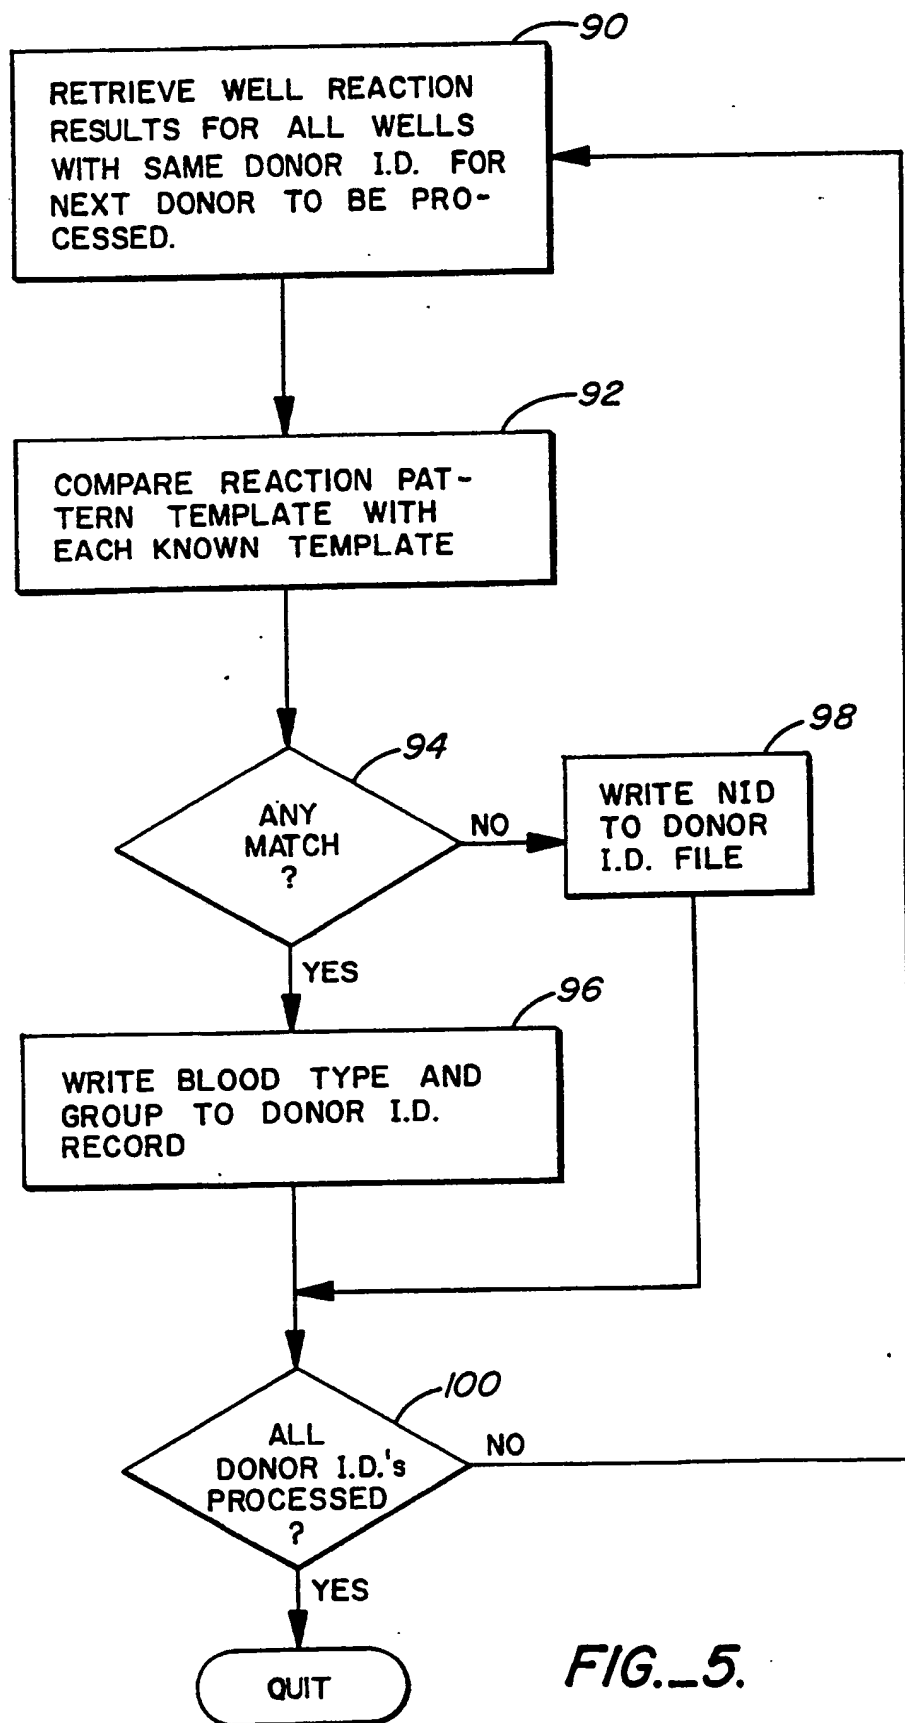 90
RETRIEVE WELL REACTION
RESULTS FOR ALL WELLS
WITH SAME DONOR I.D. FOR
NEXT DONOR TO BE PRO-
CESSED.
92
COMPARE REACTION PAT-
TERN TEMPLATE WITH
EACH KNOWN TEMPLATE
94
ANY
MATCH
?
NO
98
WRITE NID
TO DONOR
I.D. FILE
YES
96
WRITE BLOOD TYPE AND
GROUP TO DONOR I.D.
RECORD
100
ALL
DONOR I.D.'s
PROCESSED
?
NO
YES
QUIT
FIG._5.